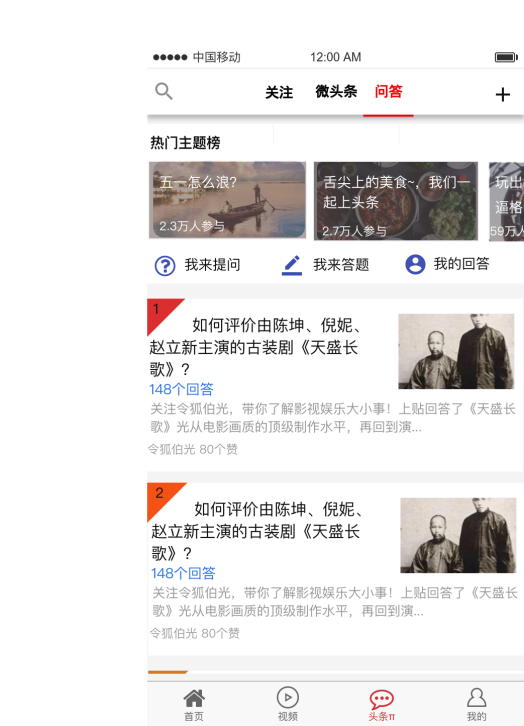 中国移动 12:00 AM
关注 微头条 问答
热门主题榜
五一怎么浪？
2.3万人参与
舌尖上的美食~，我们一
起上头条
2.7万人参与
玩出
逼格
59万人
我来提问 我来答题 我的回答
1
如何评价由陈坤、倪妮、
赵立新主演的古装剧《天盛长
歌》？
148个回答
关注令狐伯光，带你了解影视娱乐大小事！上贴回答了《天盛长
歌》光从电影画质的顶级制作水平，再回到演...
令狐伯光 80个赞
2
如何评价由陈坤、倪妮、
赵立新主演的古装剧《天盛长
歌》？
148个回答
关注令狐伯光，带你了解影视娱乐大小事！上贴回答了《天盛长
歌》光从电影画质的顶级制作水平，再回到演...
令狐伯光 80个赞
首页 视频 头条π 我的